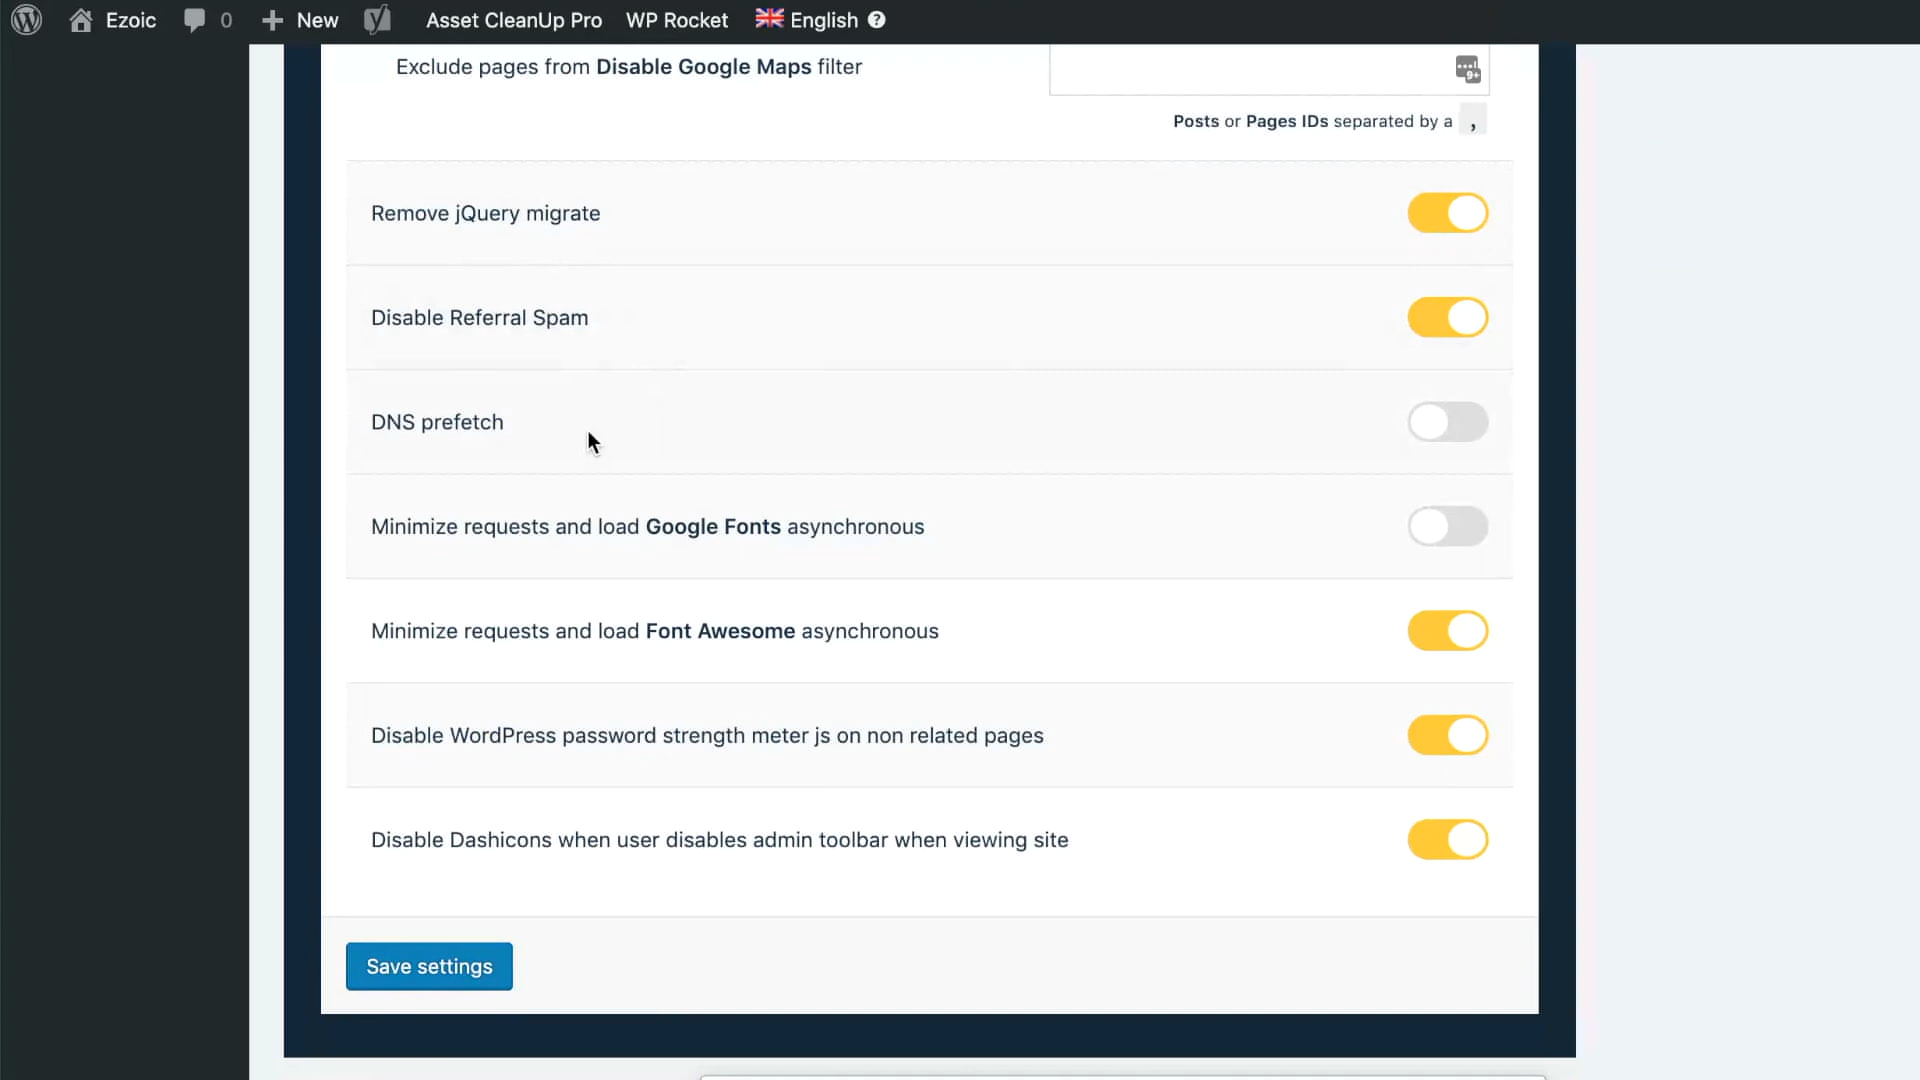 Ezoic 0 New Asset CleanUp Pro WP Rocket English ?
Exclude pages from Disable Google Maps filter
9+
Posts or Pages IDs separated by a ,
Remove jQuery migrate
Disable Referral Spam
DNS prefetch
Minimize requests and load Google Fonts asynchronous
Minimize requests and load Font Awesome asynchronous
Disable WordPress password strength meter js on non related pages
Disable Dashicons when user disables admin toolbar when viewing site
Save settings